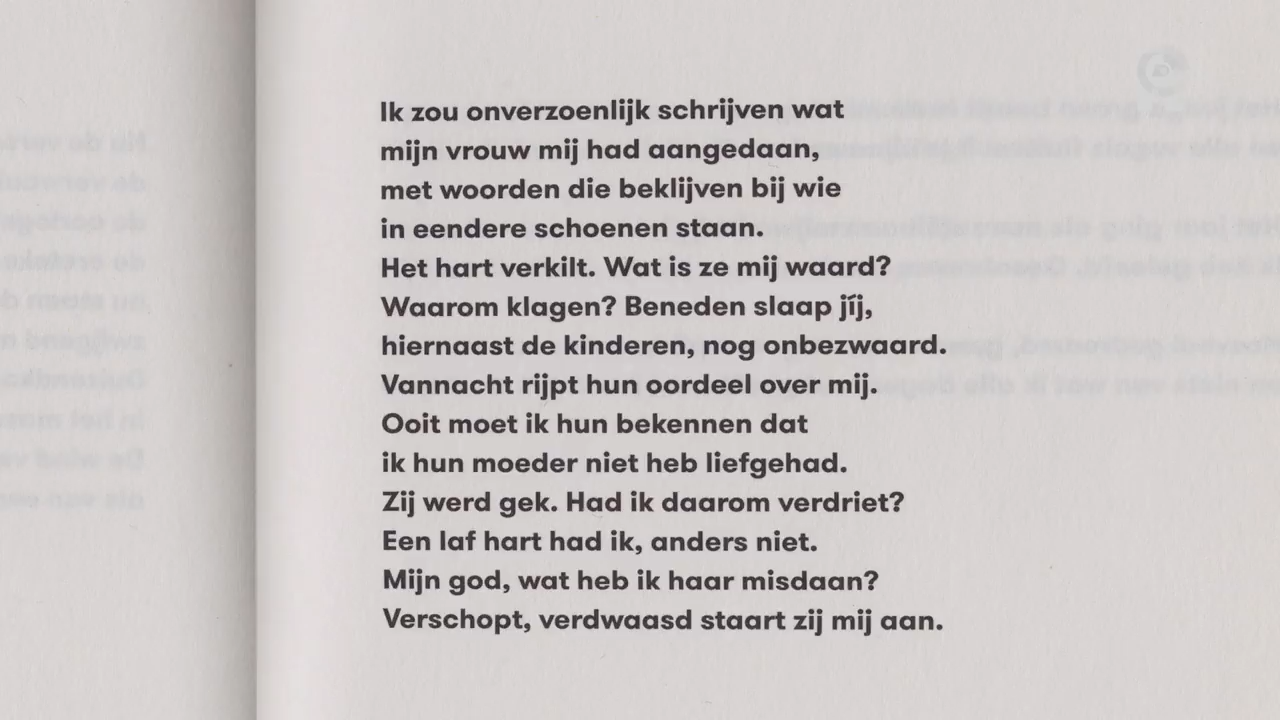 Ik zou onverzoenlijk schrijven wat
mijn vrouw mij had aangedaan,
met woorden die beklijven bij wie
in eendere schoenen staan.
Het hart verkilt. Wat is ze mij waard?
Waarom klagen? Beneden slaap jíj,
hiernaast de kinderen, nog onbezwaard.
Vannacht rijpt hun oordeel over mij.
Ooit moet ik hun bekennen dat
ik hun moeder niet heb liefgehad.
Zij werd gek. Had ik daarom verdriet?
Een laf hart had ik, anders niet.
Mijn god, wat heb ik haar misdaan?
Verschopt, verdwaasd staart zij mij aan.